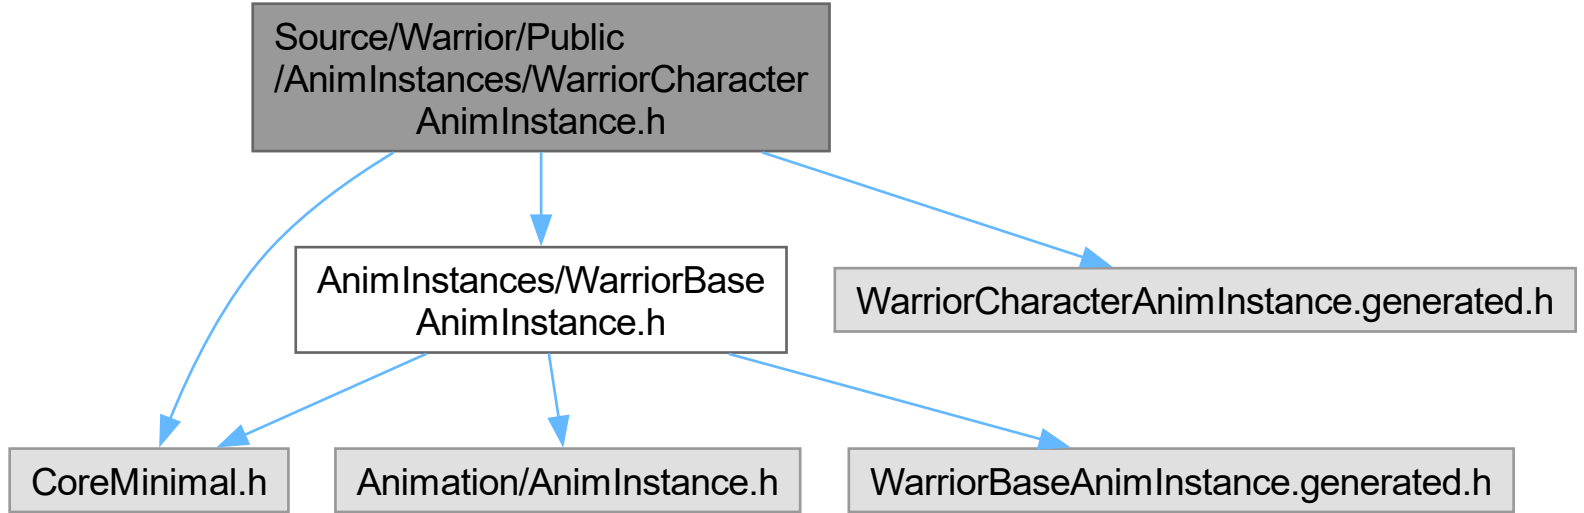 Source/Warrior/Public
/AnimInstances/WarriorCharacter
AnimInstance.h
AnimInstances/WarriorBase
AnimInstance.h
WarriorCharacterAnimInstance.generated.h
CoreMinimal.h
Animation/AnimInstance.h
WarriorBaseAnimInstance.generated.h